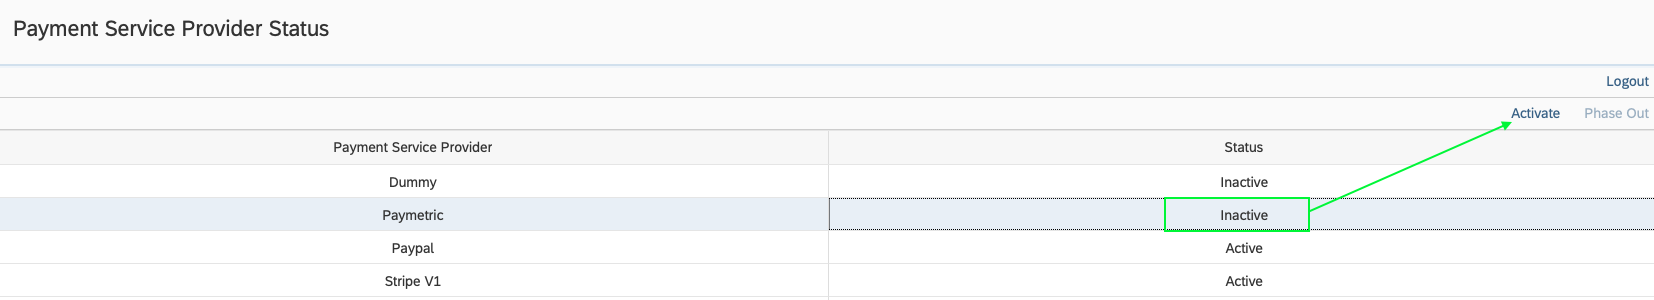 Payment Service Provider Status
Logout
Activate Phase Out
Payment Service Provider Status
Dummy Inactive
Paymetric Inactive
Paypal Active
Stripe V1 Active